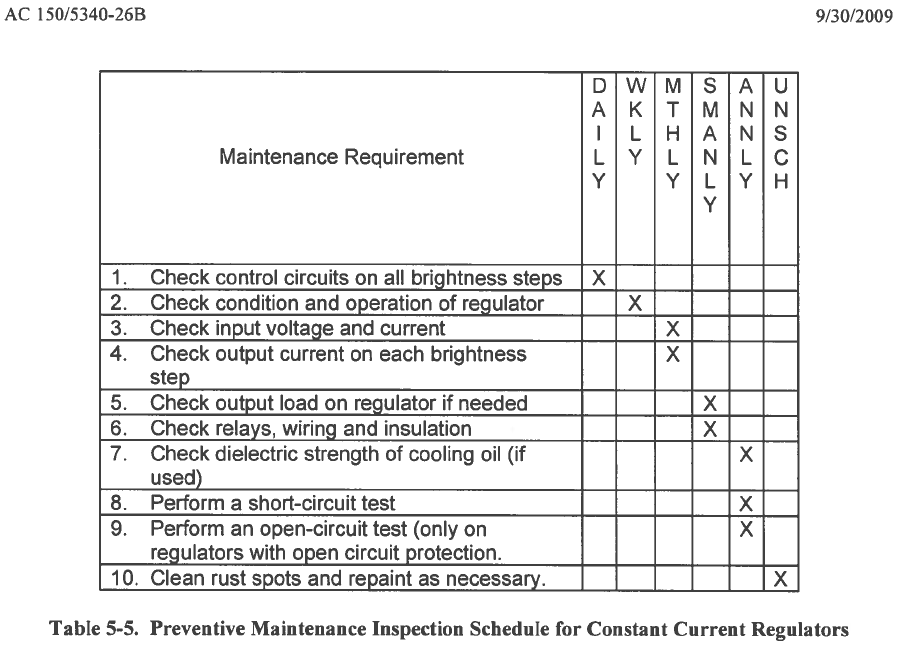 AC 150/5340-26B
9/30/2009
Maintenance Requirement
DAILY
WKLY
MTHLY
SMANLY
ANNLY
UNSCH
1. Check control circuits on all brightness steps X
2. Check condition and operation of regulator X
3. Check input voltage and current X
4. Check output current on each brightness X
step
5. Check output load on regulator if needed X
6. Check relays, wiring and insulation X
7. Check dielectric strength of cooling oil (if X
used)
8. Perform a short-circuit test X
9. Perform an open-circuit test (only on X
regulators with open circuit protection.
10. Clean rust spots and repaint as necessary. X
Table 5-5. Preventive Maintenance Inspection Schedule for Constant Current Regulators